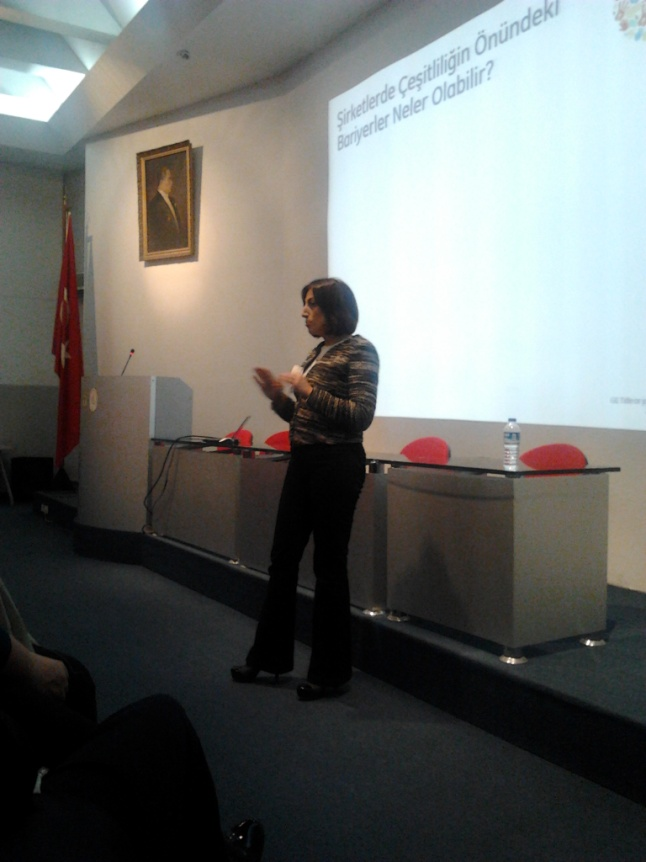 Şirketlerde Çeşitliliğin Önündeki
Bariyerler Neler Olabilir?